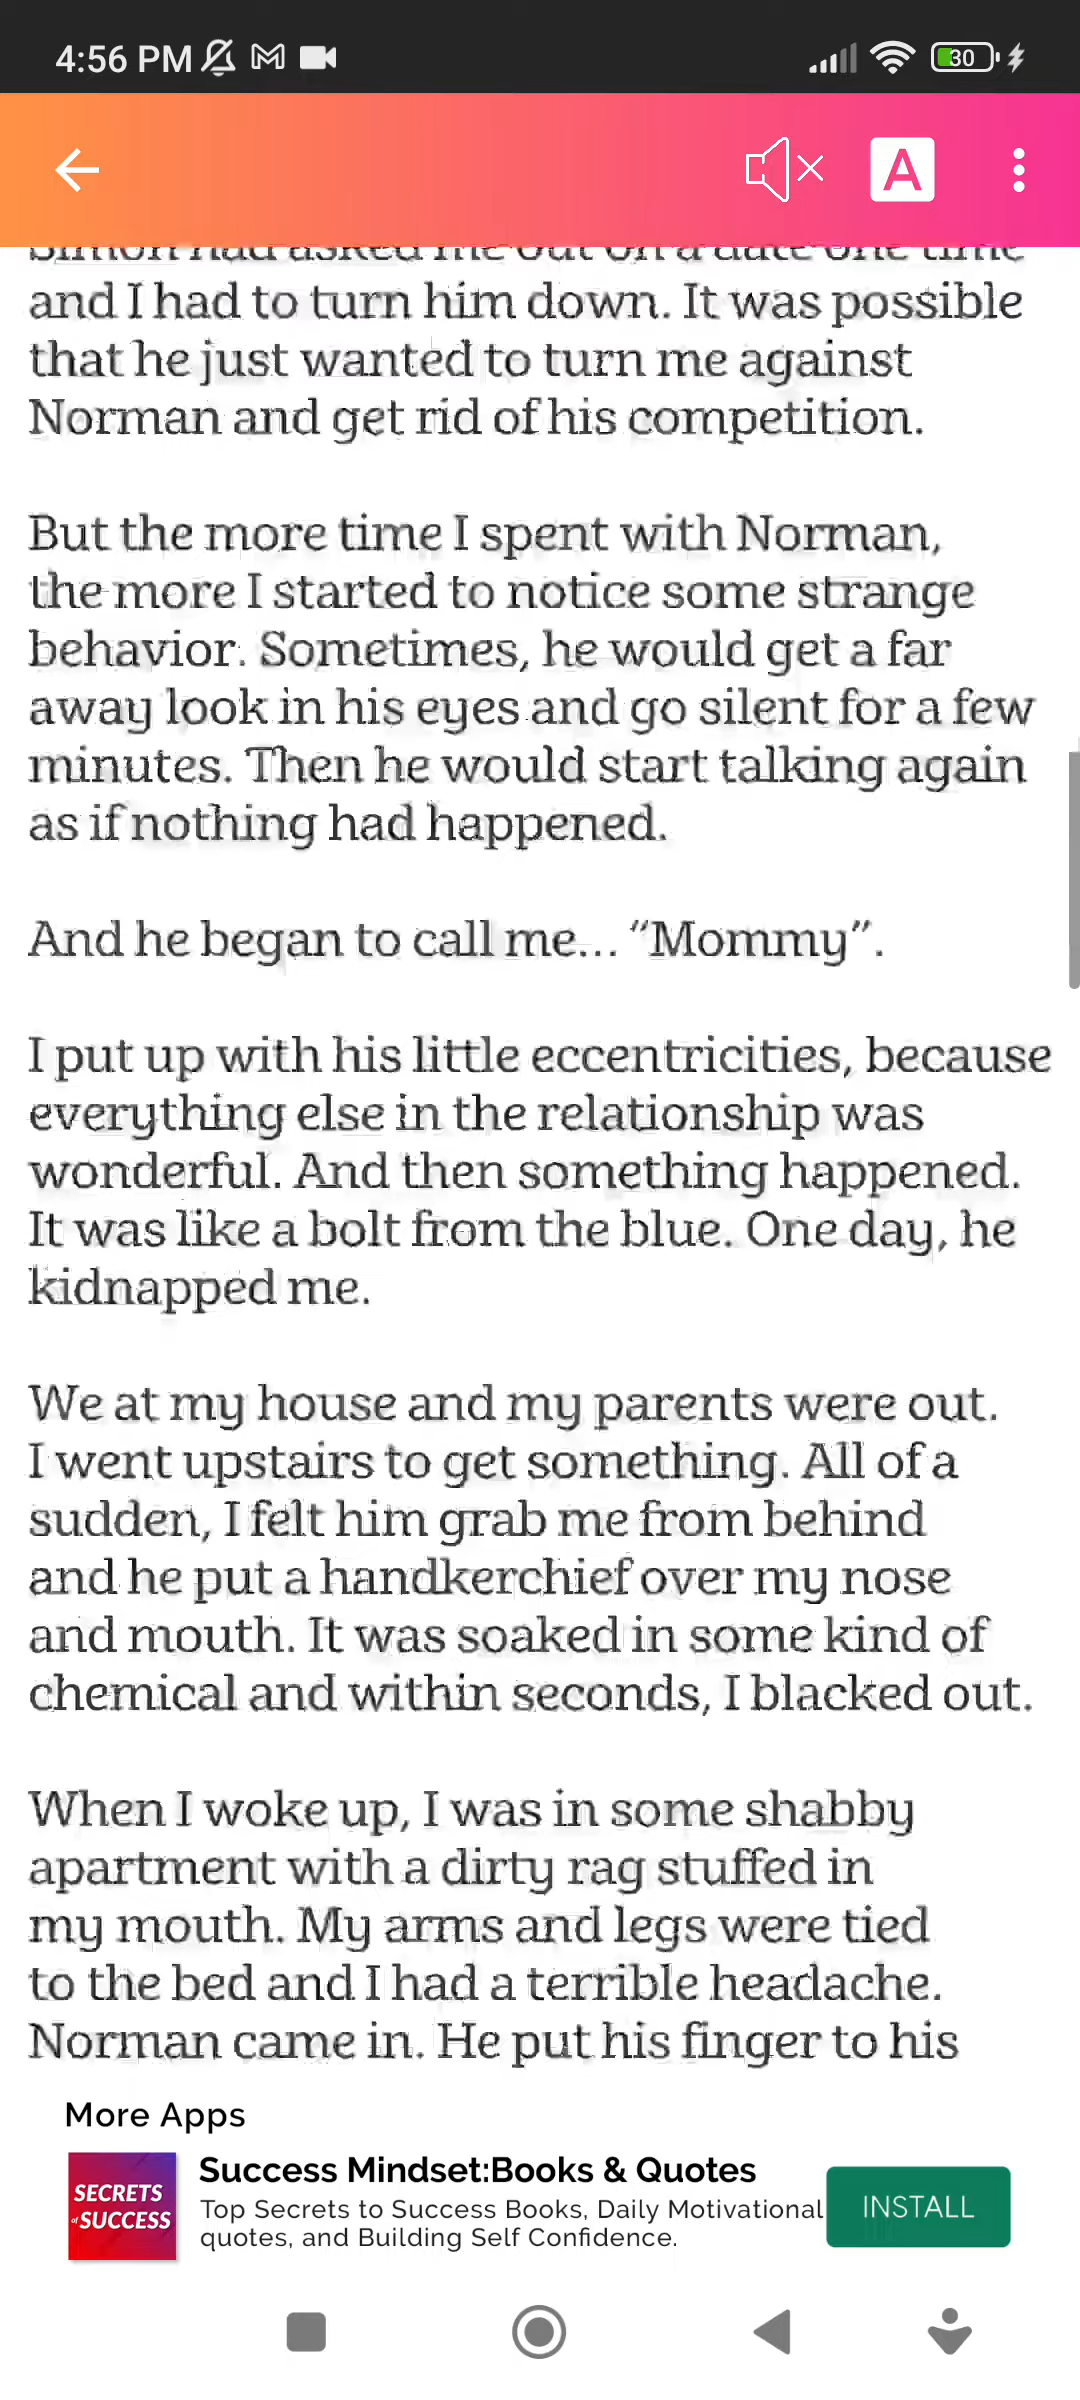 4:56 PM
30
A
Simon had asked me out on a date one time
and I had to turn him down. It was possible
that he just wanted to turn me against
Norman and get rid of his competition.
But the more time I spent with Norman,
the more I started to notice some strange
behavior. Sometimes, he would get a far
away look in his eyes and go silent for a few
minutes. Then he would start talking again
as if nothing had happened.
And he began to call me... “Mommy”.
I put up with his little eccentricities, because
everything else in the relationship was
wonderful. And then something happened.
It was like a bolt from the blue. One day, he
kidnapped me.
We at my house and my parents were out.
I went upstairs to get something. All of a
sudden, I felt him grab me from behind
and he put a handkerchief over my nose
and mouth. It was soaked in some kind of
chemical and within seconds, I blacked out.
When I woke up, I was in some shabby
apartment with a dirty rag stuffed in
my mouth. My arms and legs were tied
to the bed and I had a terrible headache.
Norman came in. He put his finger to his
More Apps
SECRETS
of SUCCESS
Success Mindset:Books & Quotes
Top Secrets to Success Books, Daily Motivational
quotes, and Building Self Confidence.
INSTALL